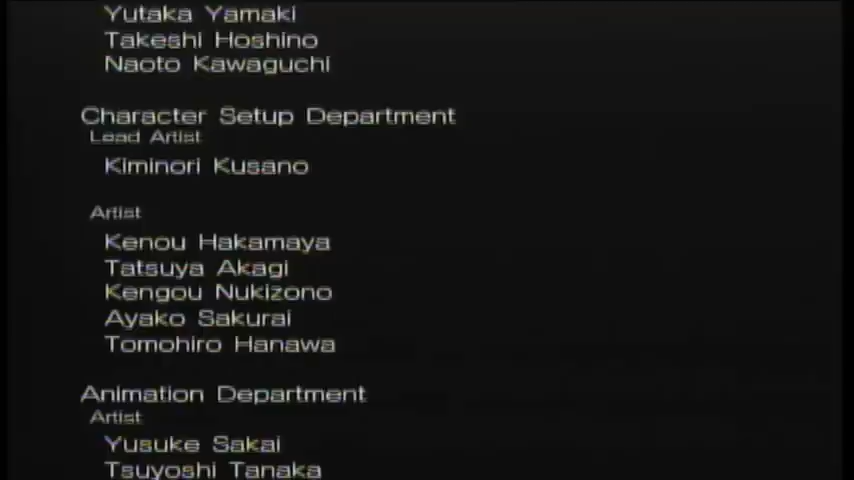 Yutaka Yamaki
Takeshi Hoshino
Naoto Kawaguchi
Character Setup Department
Lead Artist
Kiminori Kusano
Artist
Kenou Hakamaya
Tatsuya Akagi
Kengou Nukizono
Ayako Sakurai
Tomohiro Hanawa
Animation Department
Artist
Yusuke Sakai
Tsuyoshi Tanaka